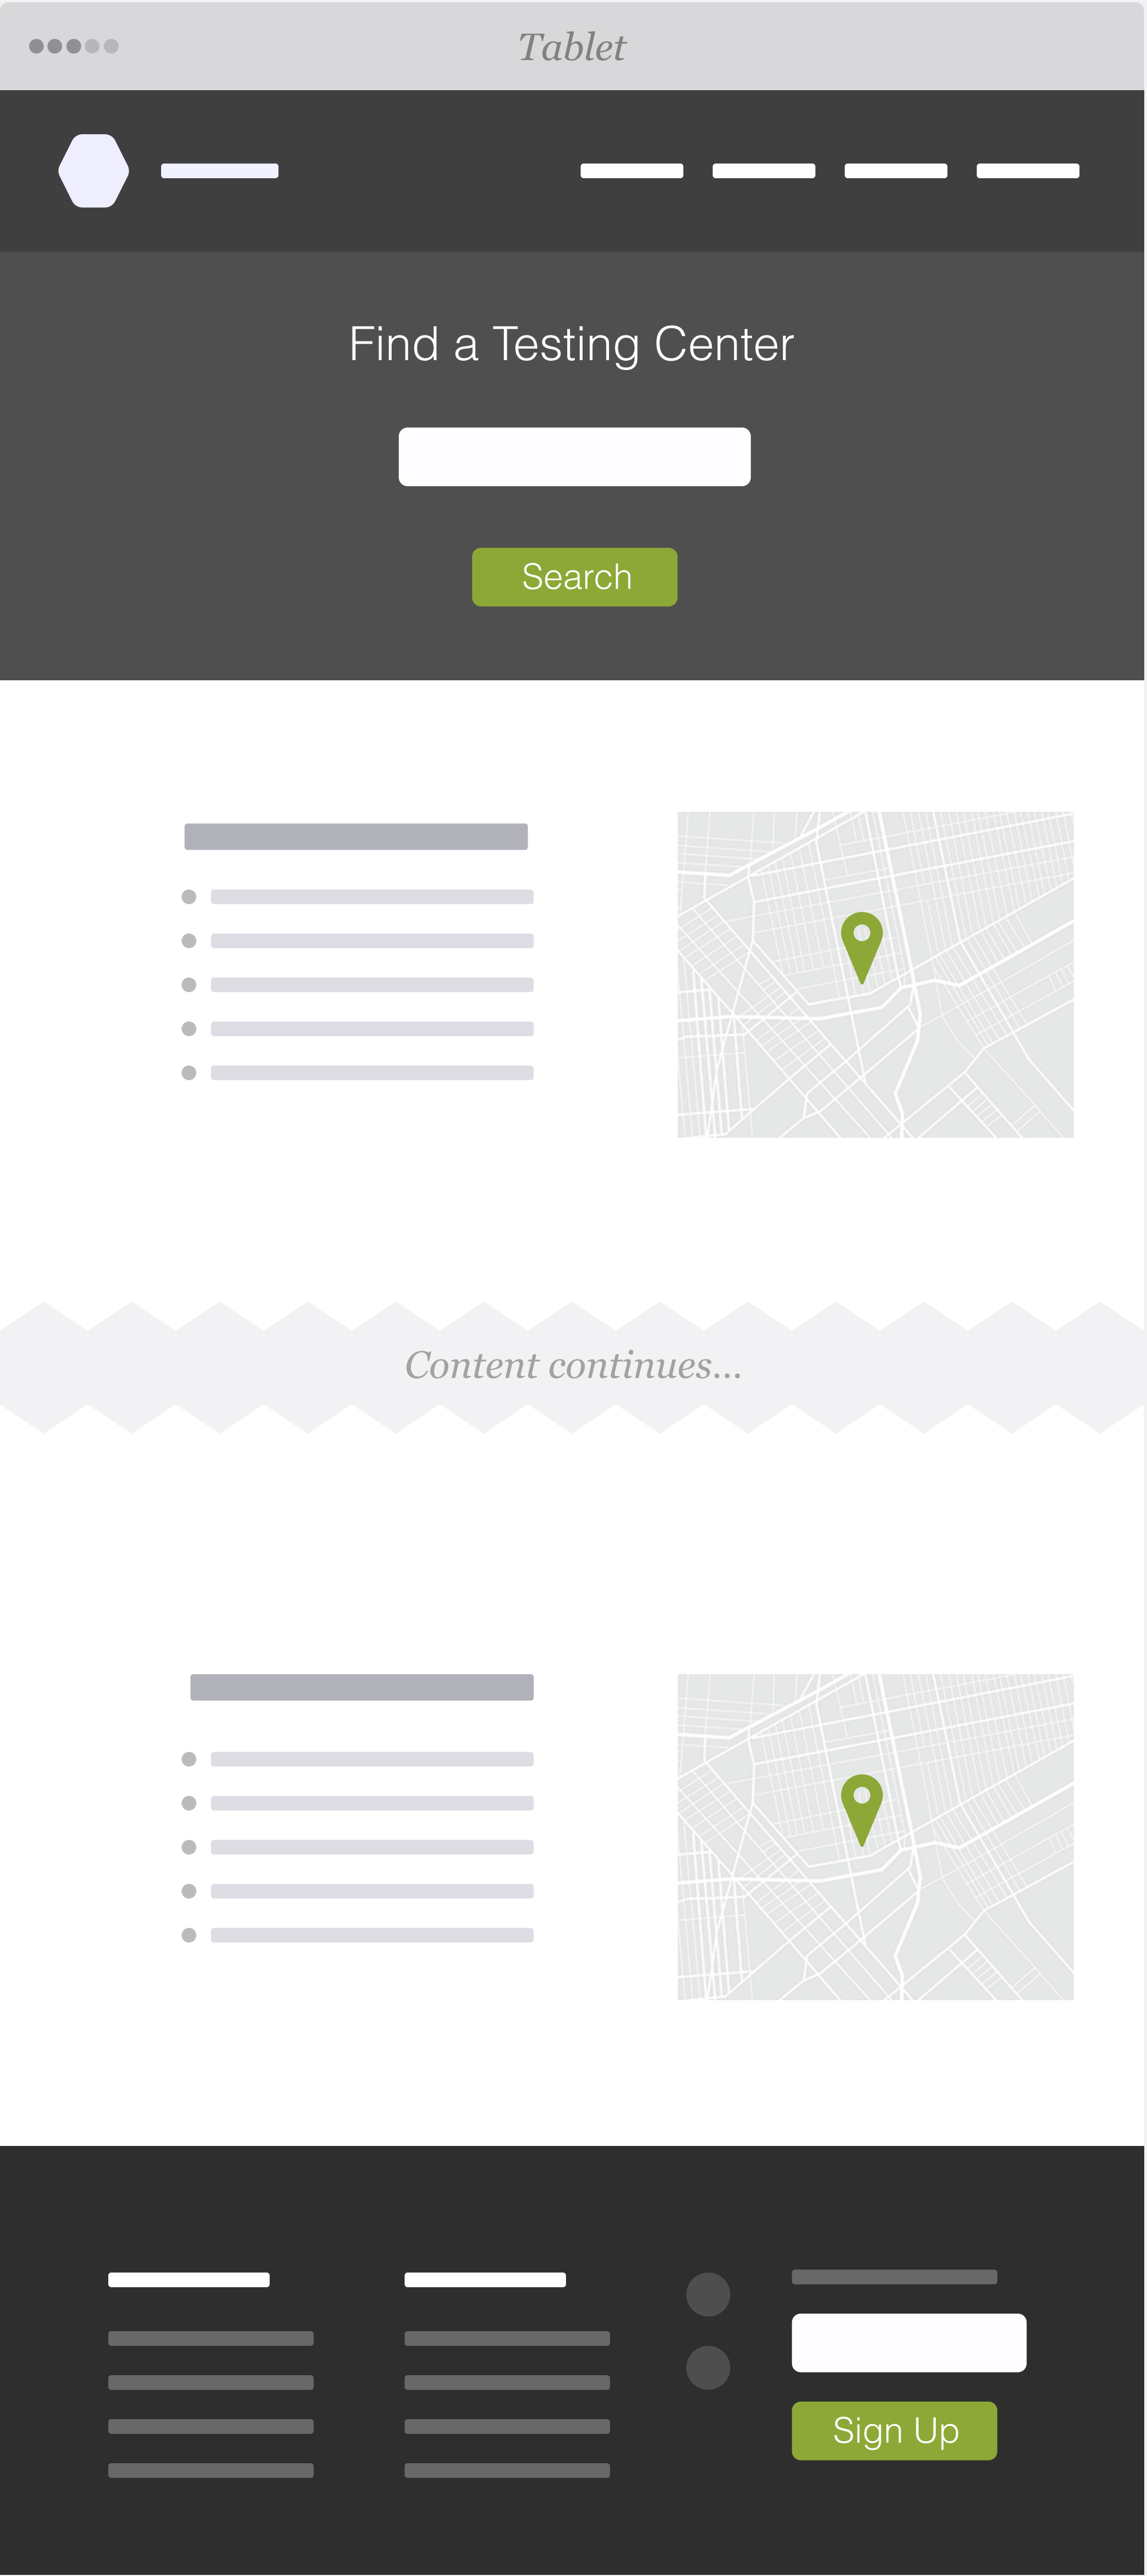 Tablet
Find a Testing Center
Search
Content continues...
Sign Up